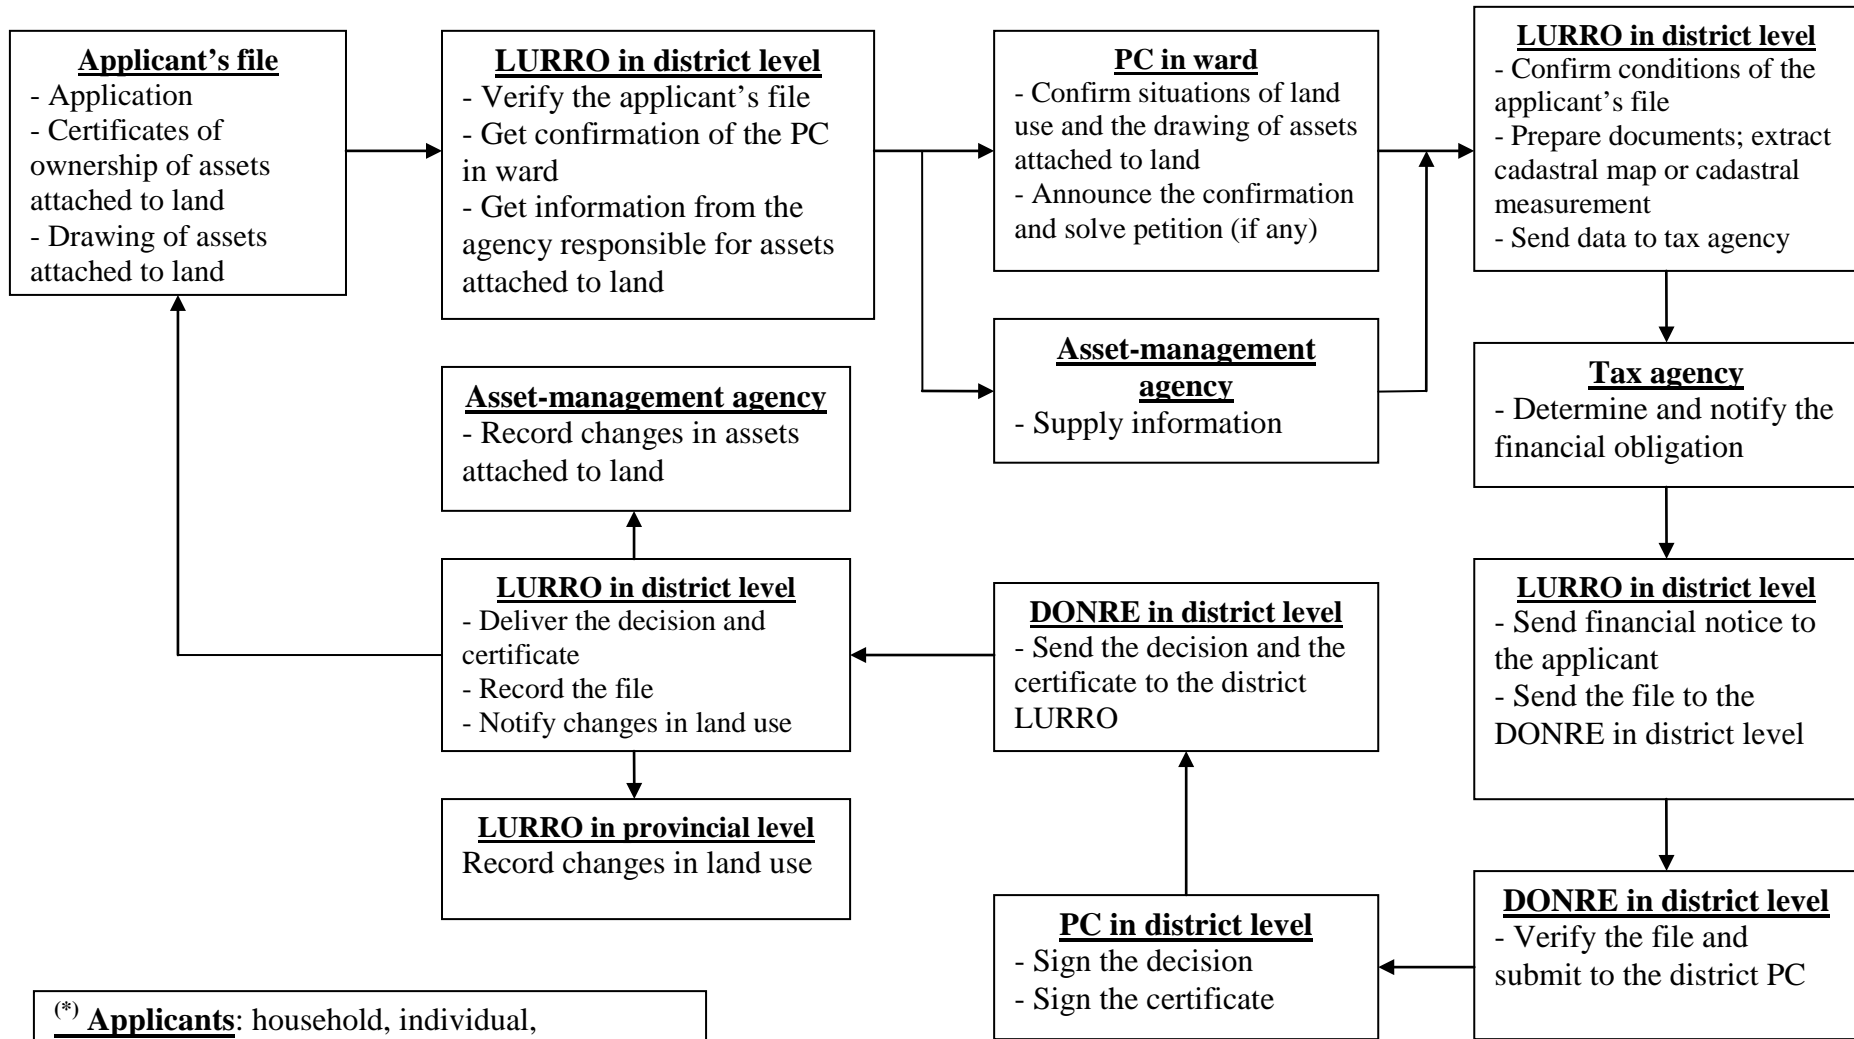 Applicant's file
- Application
- Certificates of
ownership of assets
attached to land
- Drawing of assets
attached to land
LURRO in district level
- Verify the applicant's file
- Get confirmation of the PC
in ward
- Get information from the
agency responsible for assets
attached to land
PC in ward
- Confirm situations of land
use and the drawing of assets
attached to land
- Announce the confirmation
and solve petition (if any)
LURRO in district level
- Confirm conditions of the
applicant's file
- Prepare documents; extract
cadastral map or cadastral
measurement
- Send data to tax agency
Asset-management
agency
- Supply information
Tax agency
- Determine and notify the
financial obligation
Asset-management agency
- Record changes in assets
attached to land
LURRO in district level
- Deliver the decision and
certificate
- Record the file
- Notify changes in land use
DONRE in district level
- Send the decision and the
certificate to the district
LURRO
LURRO in district level
- Send financial notice to
the applicant
- Send the file to the
DONRE in district level
LURRO in provincial level
Record changes in land use
PC in district level
- Sign the decision
- Sign the certificate
DONRE in district level
- Verify the file and
submit to the district PC
(*) Applicants: household, individual,